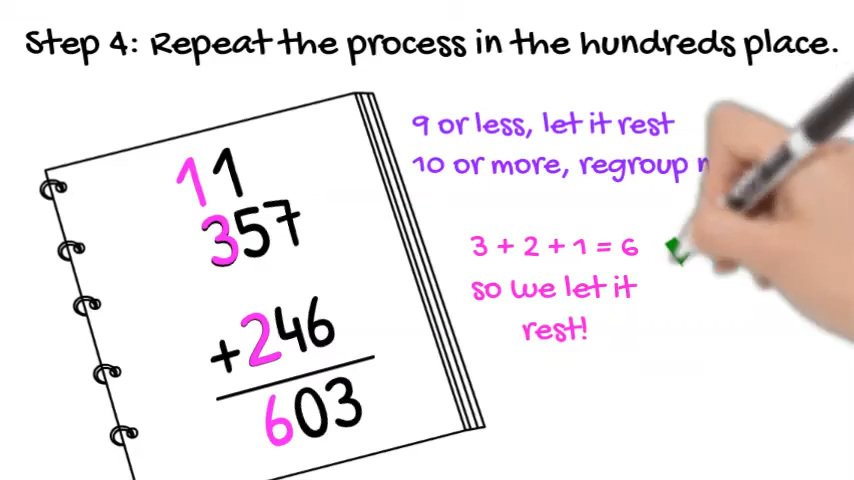 Step 4: Repeat the process in the hundreds place.
9 or less, let it rest
10 or more, regroup
11
357
+246
603
3 + 2 + 1 = 6
so we let it
rest!